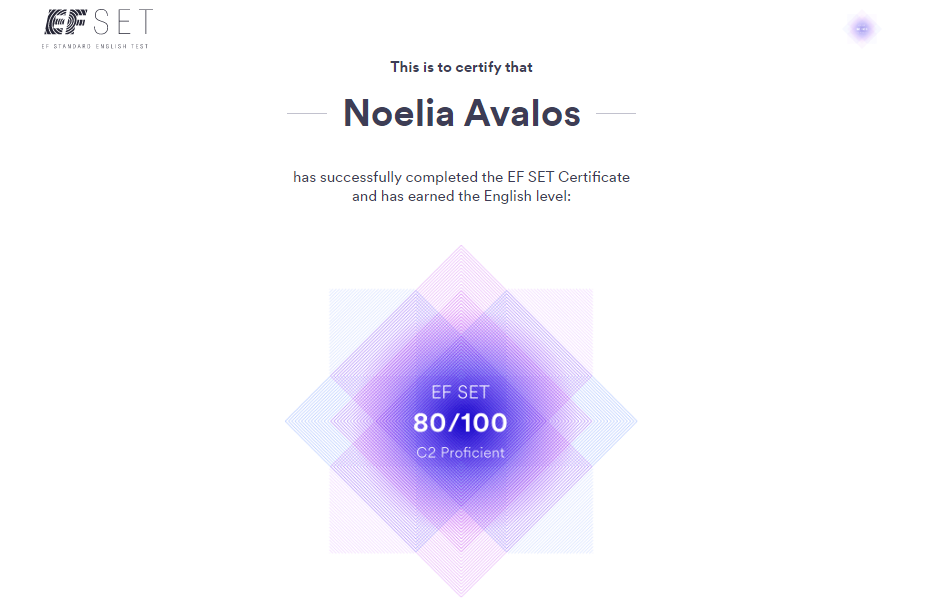 EF SET
EF STANDARD ENGLISH TEST
This is to certify that
Noelia Avalos
has successfully completed the EF SET Certificate
and has earned the English level:
EF SET
80/100
C2 Proficient